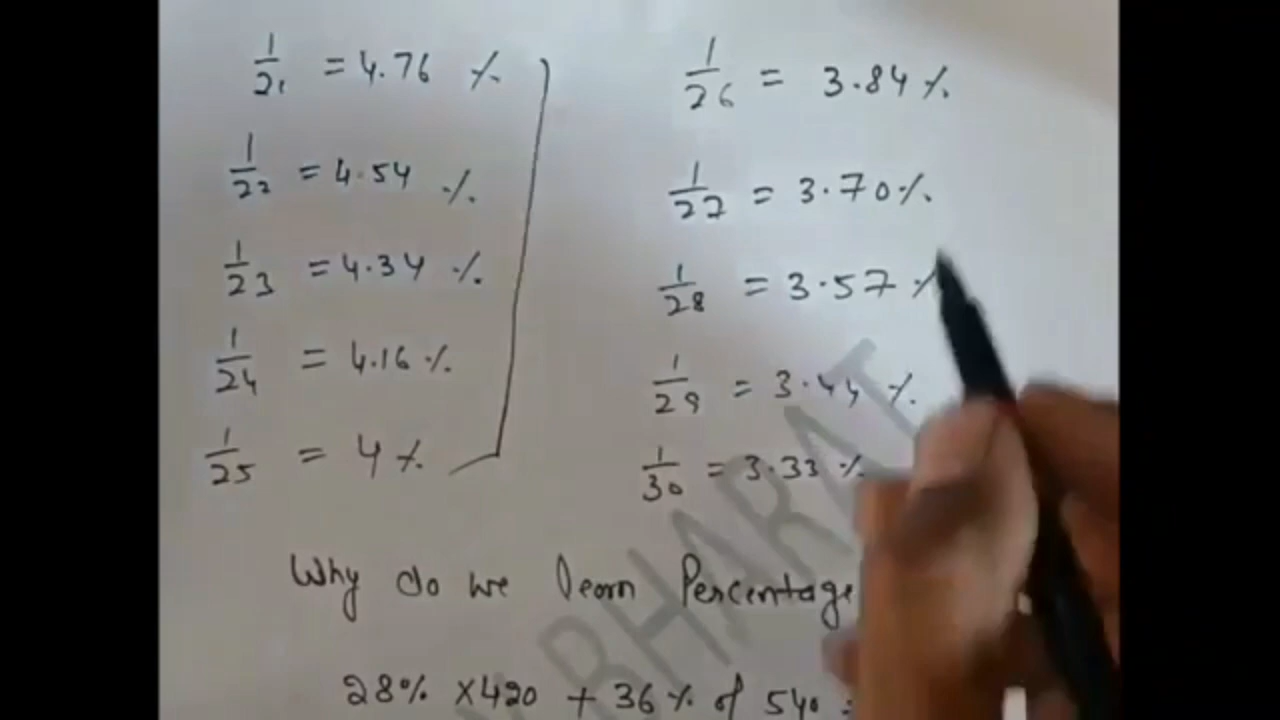 1/21 = 4.76 %
1/22 = 4.54 %
1/23 = 4.34 %
1/24 = 4.16 %
1/25 = 4 %
1/26 = 3.84 %
1/27 = 3.70 %
1/28 = 3.57 %
1/29 = 3.44 %
1/30 = 3.33 %
Why do we learn Percentage
28% × 420 + 36 % of 540 =
BHARAT